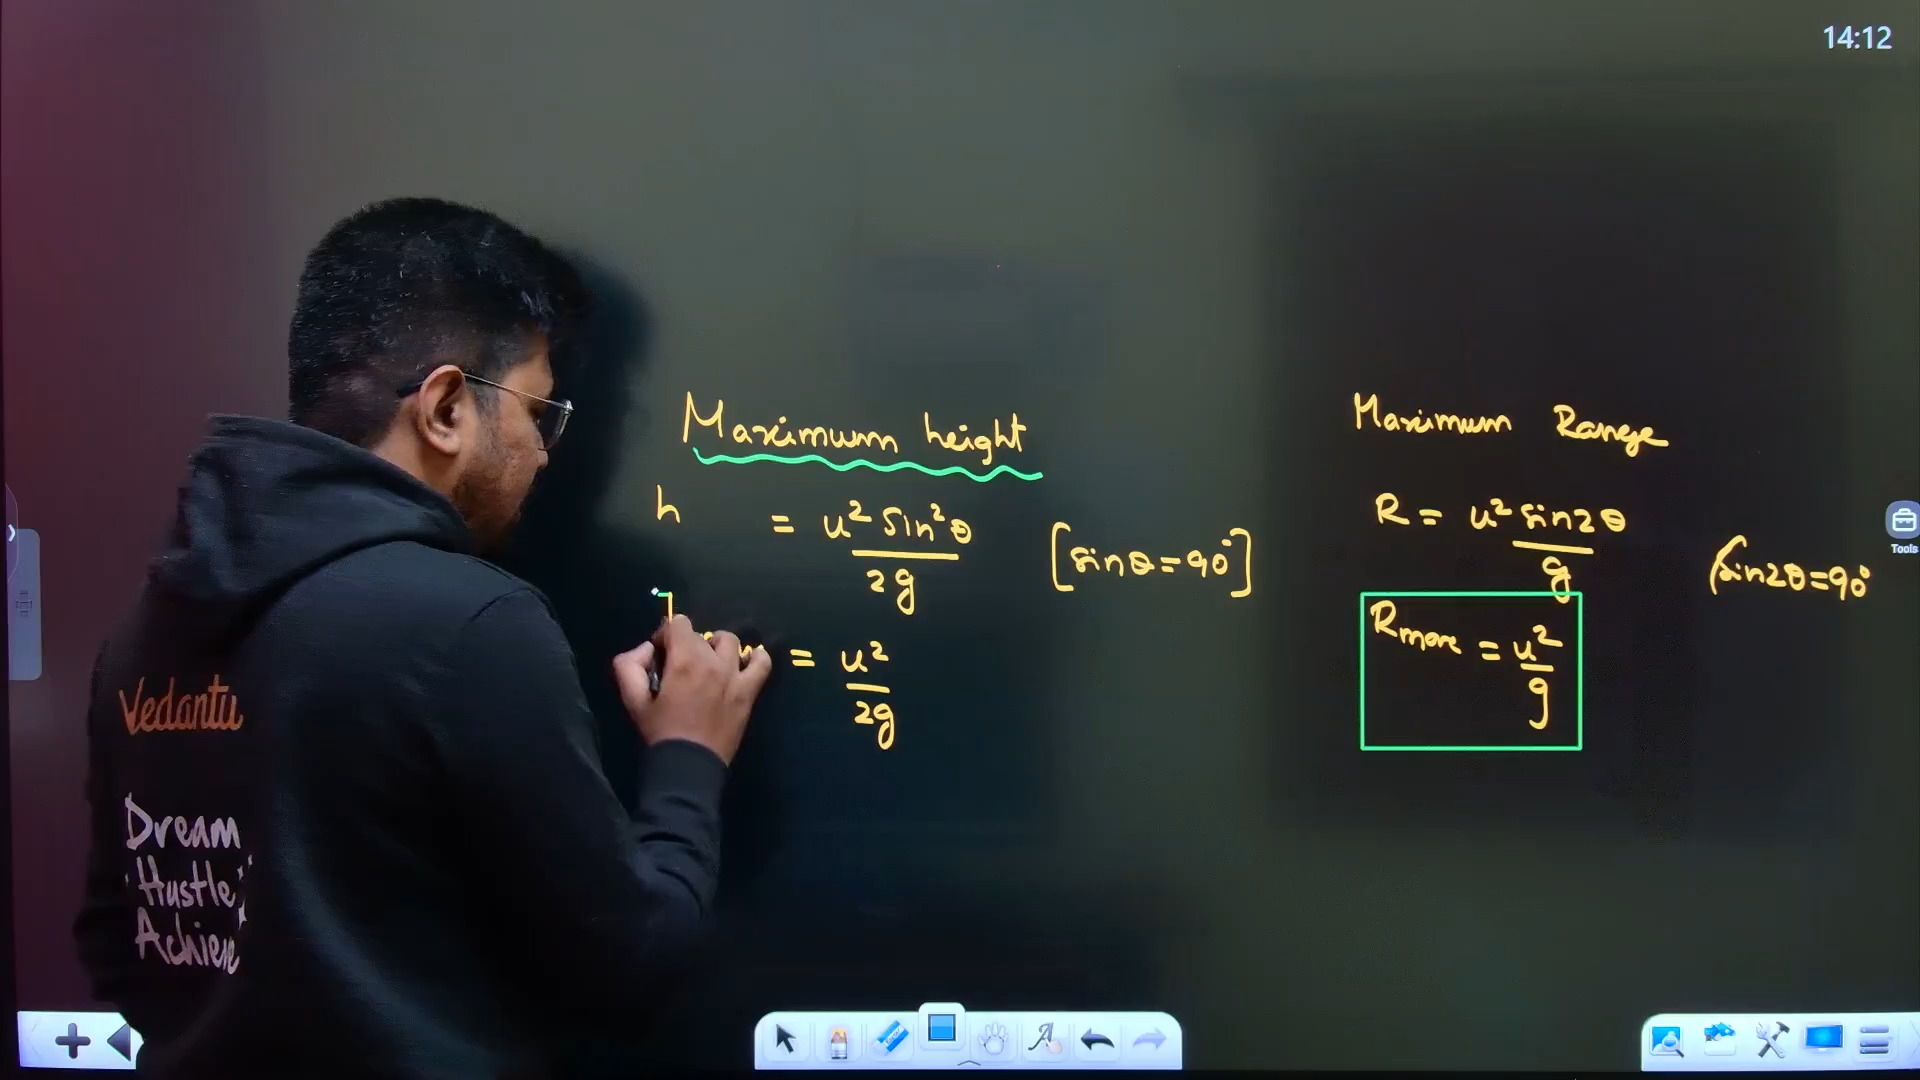 14:12
Maximum height
h = u² sin²θ / 2g [sinθ = 90°]
= u² / 2g
Maximum Range
R = u² sin2θ / g (sin2θ = 90°
Rmax = u² / g
Tools
Vedantu
Dream
Hustle
Achieve